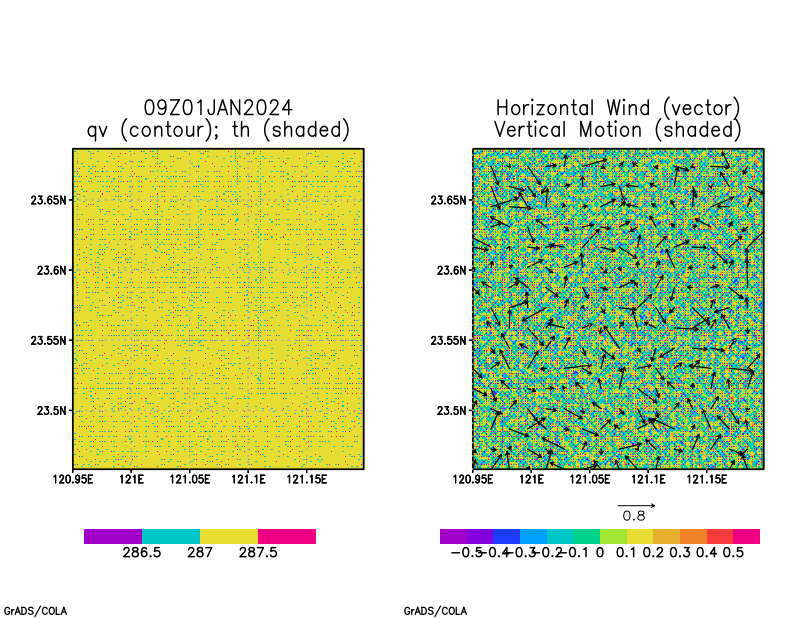 09Z01JAN2024
qv (contour); th (shaded)
23.65N
23.6N
23.55N
23.5N
120.95E 121E 121.05E 121.1E 121.15E
286.5 287 287.5
Horizontal Wind (vector)
Vertical Motion (shaded)
23.65N
23.6N
23.55N
23.5N
120.95E 121E 121.05E 121.1E 121.15E
0.8
-0.5 -0.4 -0.3 -0.2 -0.1 0 0.1 0.2 0.3 0.4 0.5
GrADS/COLA
GrADS/COLA